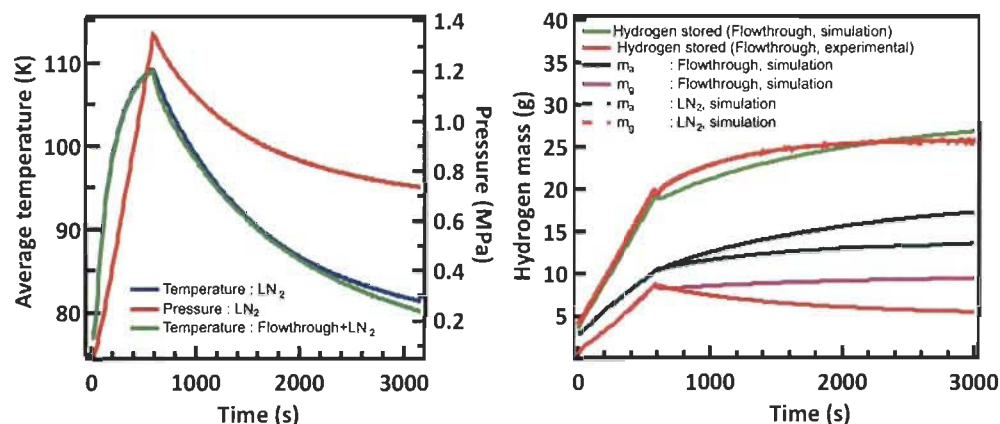 Average temperature (K)
110
100
90
80
0
1000
2000
3000
Time (s)
1.4
1.2
1.0
0.8
0.6
0.4
0.2
Pressure (MPa)
Temperature : LN2
Pressure : LN2
Temperature : Flowthrough+LN2
Hydrogen mass (g)
40
35
30
25
20
15
10
5
0
1000
2000
3000
Time (s)
Hydrogen stored (Flowthrough, simulation)
Hydrogen stored (Flowthrough, experimental)
ma : Flowthrough, simulation
mg : Flowthrough, simulation
ma : LN2, simulation
mg : LN2, simulation